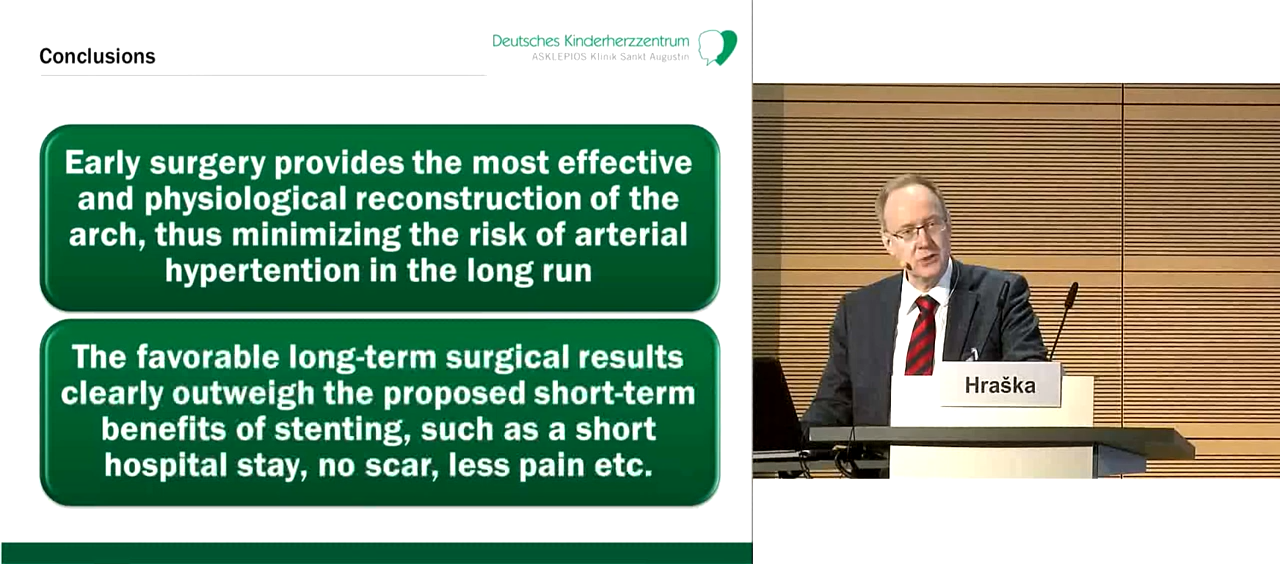 Conclusions
Deutsches Kinderherzzentrum
ASKLEPIOS Klinik Sankt Augustin
Early surgery provides the most effective
and physiological reconstruction of the
arch, thus minimizing the risk of arterial
hypertention in the long run
The favorable long-term surgical results
clearly outweigh the proposed short-term
benefits of stenting, such as a short
hospital stay, no scar, less pain etc.
Hraška